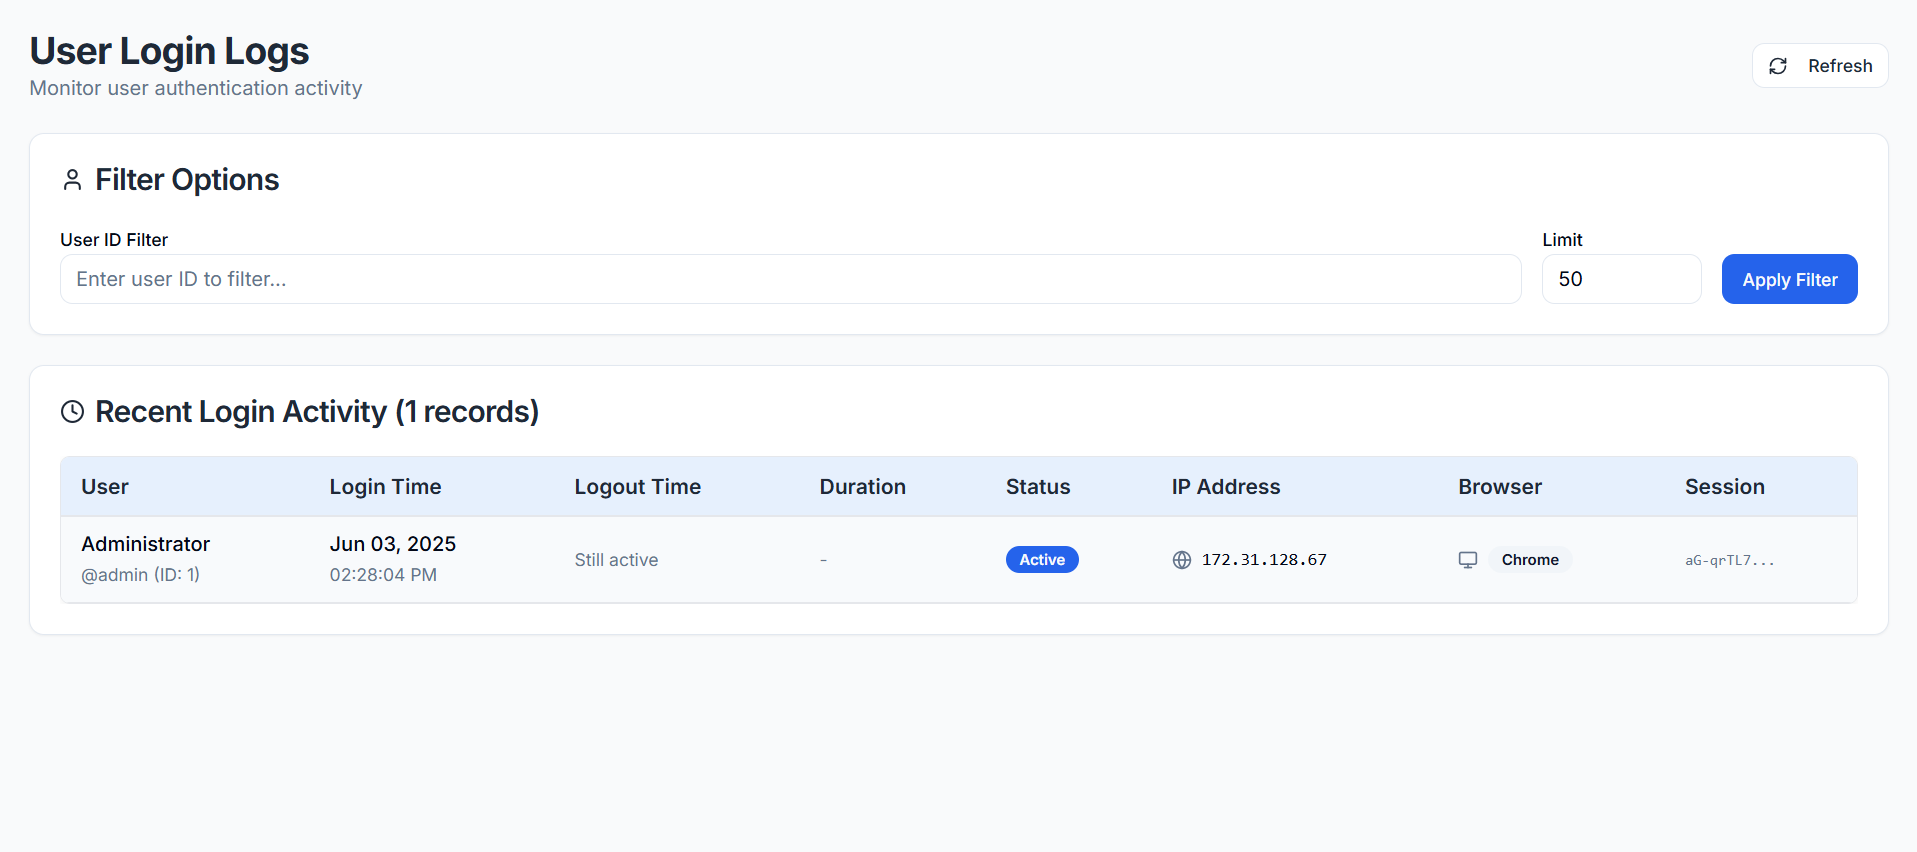 User Login Logs
Monitor user authentication activity
Refresh
Filter Options
User ID Filter
Limit
Enter user ID to filter...
50
Apply Filter
Recent Login Activity (1 records)
User Login Time Logout Time Duration Status IP Address Browser Session
Administrator Jun 03, 2025
Still active - Active 172.31.128.67 Chrome aG-qrTL7...
@admin (ID: 1) 02:28:04 PM